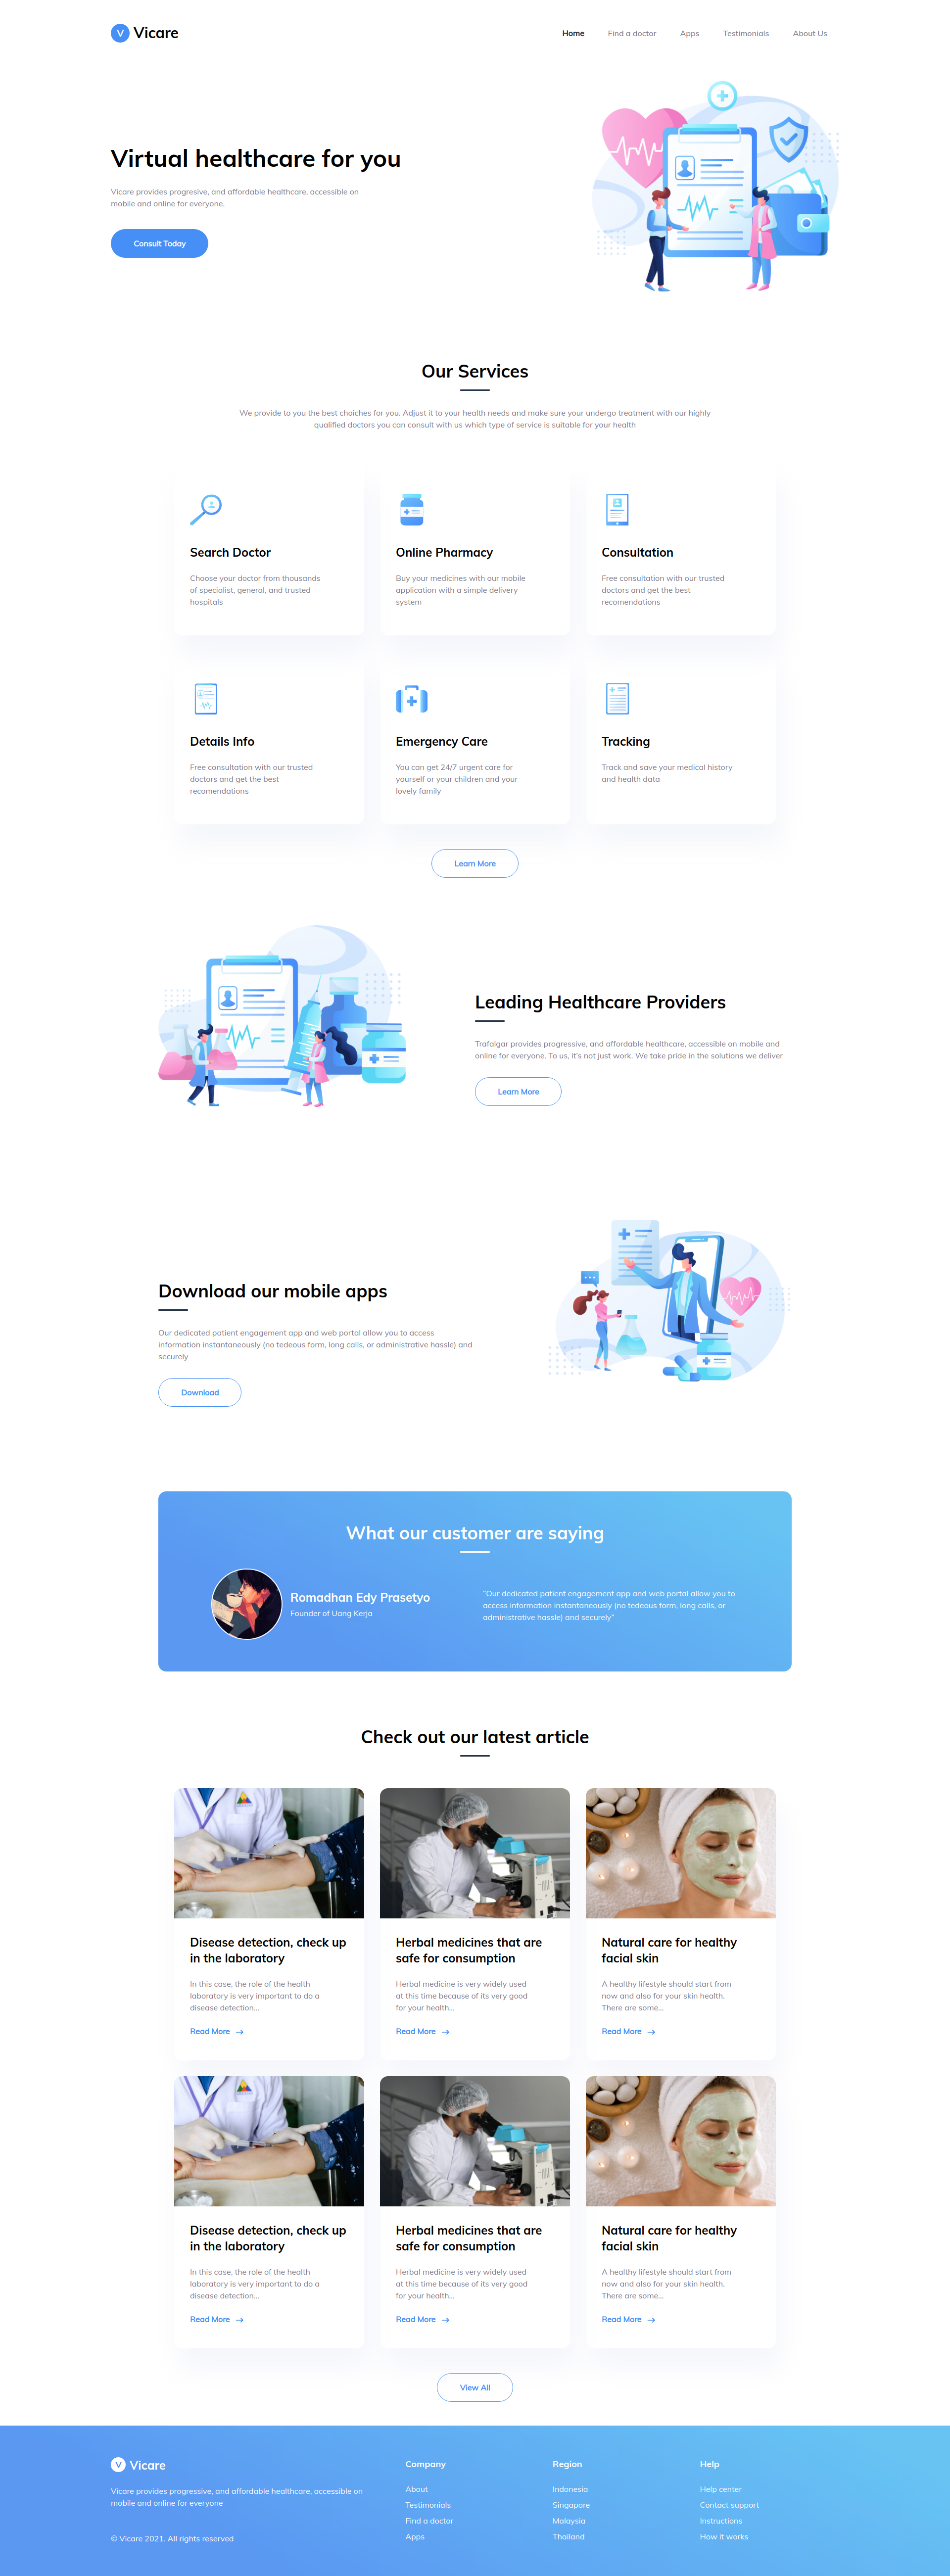 V Vicare
Home Find a doctor Apps Testimonials About Us
Virtual healthcare for you
Vicare provides progresive, and affordable healthcare, accessible on
mobile and online for everyone.
Consult Today
Our Services
We provide to you the best choiches for you. Adjust it to your health needs and make sure your undergo treatment with our highly
qualified doctors you can consult with us which type of service is suitable for your health
Search Doctor
Choose your doctor from thousands
of specialist, general, and trusted
hospitals
Online Pharmacy
Buy your medicines with our mobile
application with a simple delivery
system
Consultation
Free consultation with our trusted
doctors and get the best
recomendations
Details Info
Free consultation with our trusted
doctors and get the best
recomendations
Emergency Care
You can get 24/7 urgent care for
yourself or your children and your
lovely family
Tracking
Track and save your medical history
and health data
Learn More
Leading Healthcare Providers
Trafalgar provides progressive, and affordable healthcare, accessible on mobile and
online for everyone. To us, it's not just work. We take pride in the solutions we deliver
Learn More
Download our mobile apps
Our dedicated patient engagement app and web portal allow you to access
information instantaneously (no tedeous form, long calls, or administrative hassle) and
securely
Download
What our customer are saying
Romadhan Edy Prasetyo
Founder of Uang Kerja
"Our dedicated patient engagement app and web portal allow you to
access information instantaneously (no tedeous form, long calls, or
administrative hassle) and securely"
Check out our latest article
Disease detection, check up
in the laboratory
In this case, the role of the health
laboratory is very important to do a
disease detection...
Read More
Herbal medicines that are
safe for consumption
Herbal medicine is very widely used
at this time because of its very good
for your health...
Read More
Natural care for healthy
facial skin
A healthy lifestyle should start from
now and also for your skin health.
There are some...
Read More
Disease detection, check up
in the laboratory
In this case, the role of the health
laboratory is very important to do a
disease detection...
Read More
Herbal medicines that are
safe for consumption
Herbal medicine is very widely used
at this time because of its very good
for your health...
Read More
Natural care for healthy
facial skin
A healthy lifestyle should start from
now and also for your skin health.
There are some...
Read More
View All
V Vicare
Vicare provides progressive, and affordable healthcare, accessible on
mobile and online for everyone
© Vicare 2021. All rights reserved
Company
About
Testimonials
Find a doctor
Apps
Region
Indonesia
Singapore
Malaysia
Thailand
Help
Help center
Contact support
Instructions
How it works